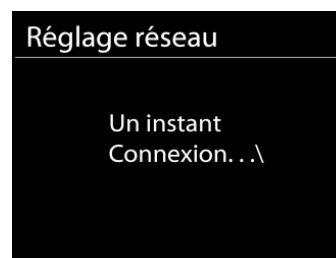 Réglage réseau
Un instant
Connexion. . .\